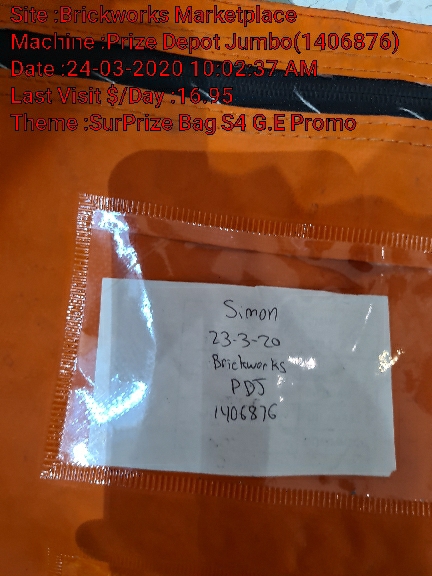 Site :Brickworks Marketplace
Machine :Prize Depot Jumbo(1406876)
Date :24-03-2020 10:02:37 AM
Last Visit $/Day :16.95
Theme :SurPrize Bag S4 G.E Promo
Simon
23-3-20
Brickworks
PDJ
1406876